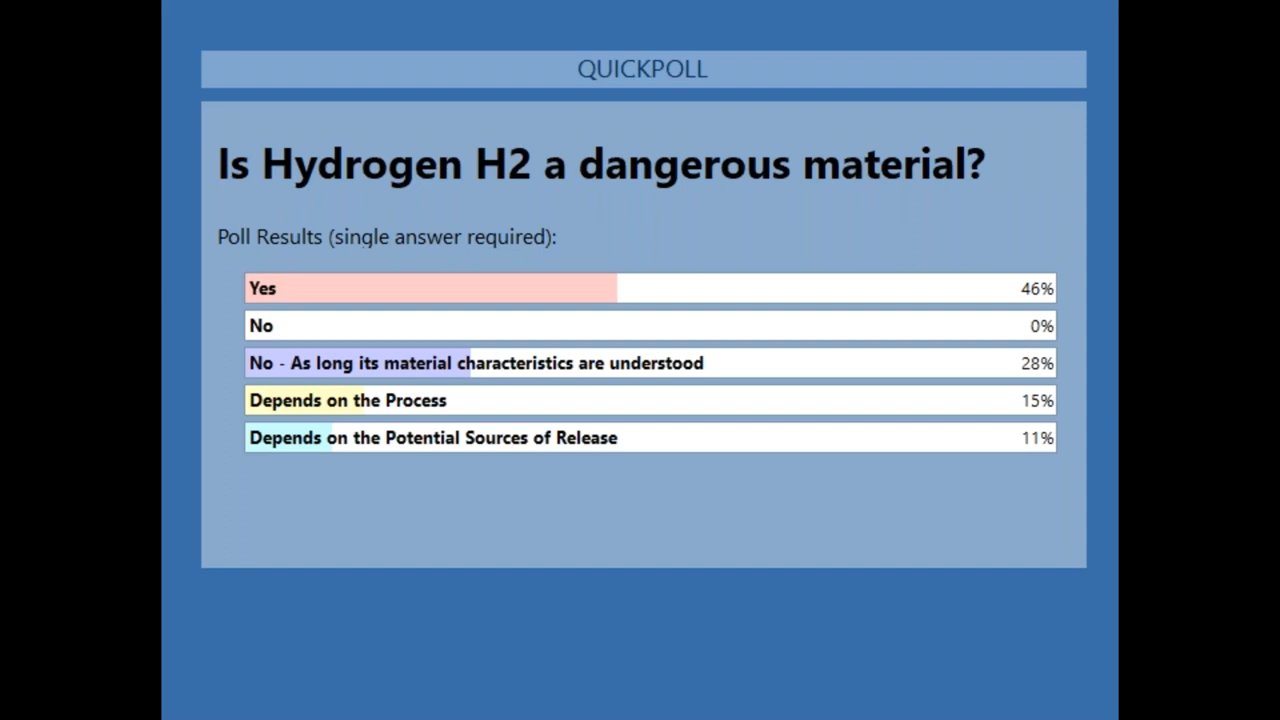 QUICKPOLL
Is Hydrogen H2 a dangerous material?
Poll Results (single answer required):
Yes 46%
No 0%
No - As long its material characteristics are understood 28%
Depends on the Process 15%
Depends on the Potential Sources of Release 11%